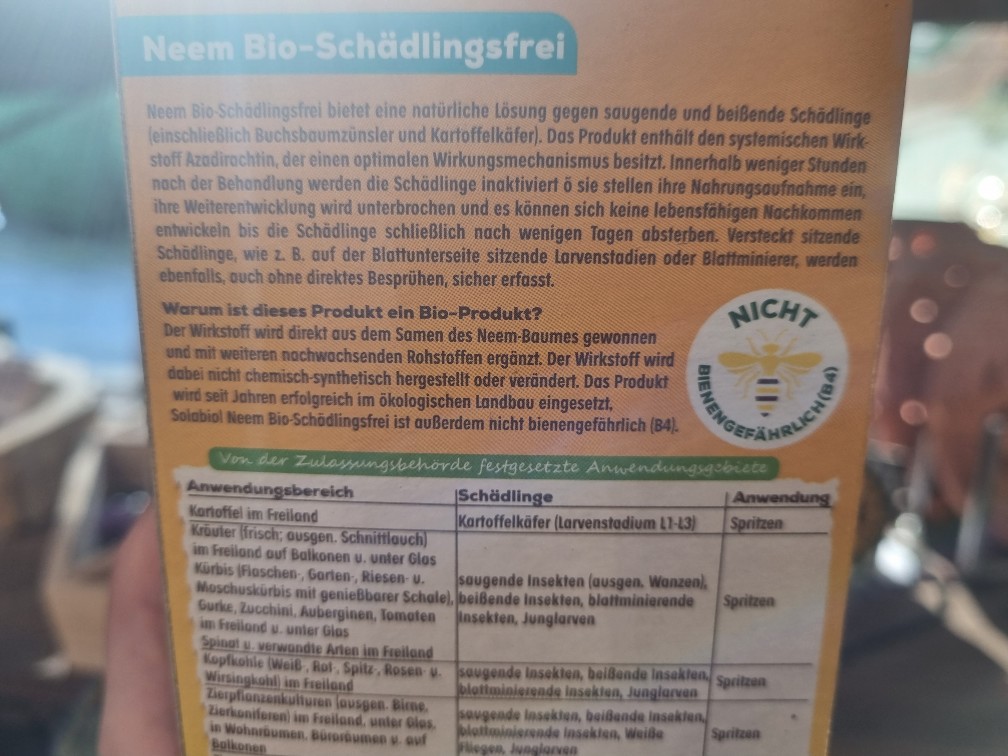 Neem Bio-Schädlingsfrei
Neem Bio-Schädlingsfrei bietet eine natürliche Lösung gegen saugende und beißende Schädlinge
(einschließlich Buchsbaumzünsler und Kartoffelkäfer). Das Produkt enthält den systemischen Wirk-
stoff Azadirachtin, der einen optimalen Wirkungsmechanismus besitzt. Innerhalb weniger Stunden
nach der Behandlung werden die Schädlinge inaktiviert ö sie stellen ihre Nahrungsaufnahme ein,
ihre Weiterentwicklung wird unterbrochen und es können sich keine lebensfähigen Nachkommen
entwickeln bis die Schädlinge schließlich nach wenigen Tagen absterben. Versteckt sitzende
Schädlinge, wie z. B. auf der Blattunterseite sitzende Larvenstadien oder Blattminierer, werden
ebenfalls, auch ohne direktes Besprühen, sicher erfasst.
Warum ist dieses Produkt ein Bio-Produkt?
Der Wirkstoff wird direkt aus dem Samen des Neem-Baumes gewonnen
und mit weiteren nachwachsenden Rohstoffen ergänzt. Der Wirkstoff wird
dabei nicht chemisch-synthetisch hergestellt oder verändert. Das Produkt
wird seit Jahren erfolgreich im ökologischen Landbau eingesetzt,
Solabiol Neem Bio-Schädlingsfrei ist außerdem nicht bienengefährlich (B4).
NICHT
BIENENGEFÄHRLICH (B4)
Von der Zulassungsbehörde festgesetzte Anwendungsgebiete
Anwendungsbereich Schädlinge Anwendung
Kartoffel im Freiland Kartoffelkäfer (Larvenstadium L1-L3) Spritzen
Kräuter (frisch; ausgen. Schnittlauch)
im Freiland auf Balkonen u. unter Glas
Kürbis (Flaschen-, Garten-, Riesen- u.
Moschuskürbis mit genießbarer Schale),
Gurke, Zucchini, Auberginen, Tomaten
im Freiland u. unter Glas
Spinat u. verwandte Arten im Freiland
saugende Insekten (ausgen. Wanzen),
beißende Insekten, blattminierende
Insekten, Junglarven
Spritzen
Kopfkohle (Weiß-, Rot-, Spitz-, Rosen- u.
Wirsingkohl) im Freiland
saugende Insekten, beißende Insekten,
blattminierende Insekten, Junglarven
Spritzen
Zierpflanzenkulturen (ausgen. Birne,
Zierkoniferen) im Freiland, unter Glas,
in Wohnräumen, Büroräumen u. auf
Balkonen
saugende Insekten, beißende Insekten,
blattminierende Insekten, Weiße
Fliegen, Junglarven
Spritzen